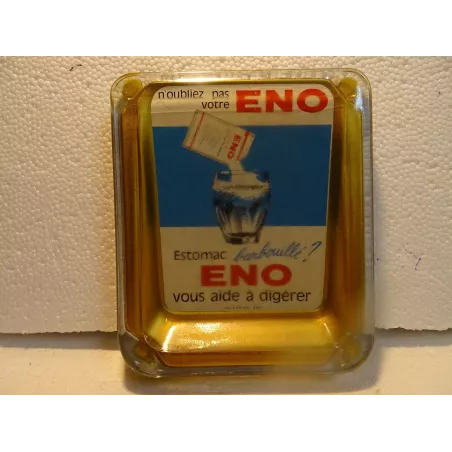 n'oubliez pas
votre ENO
ENO
Estomac barbouillé?
ENO
vous aide à digérer